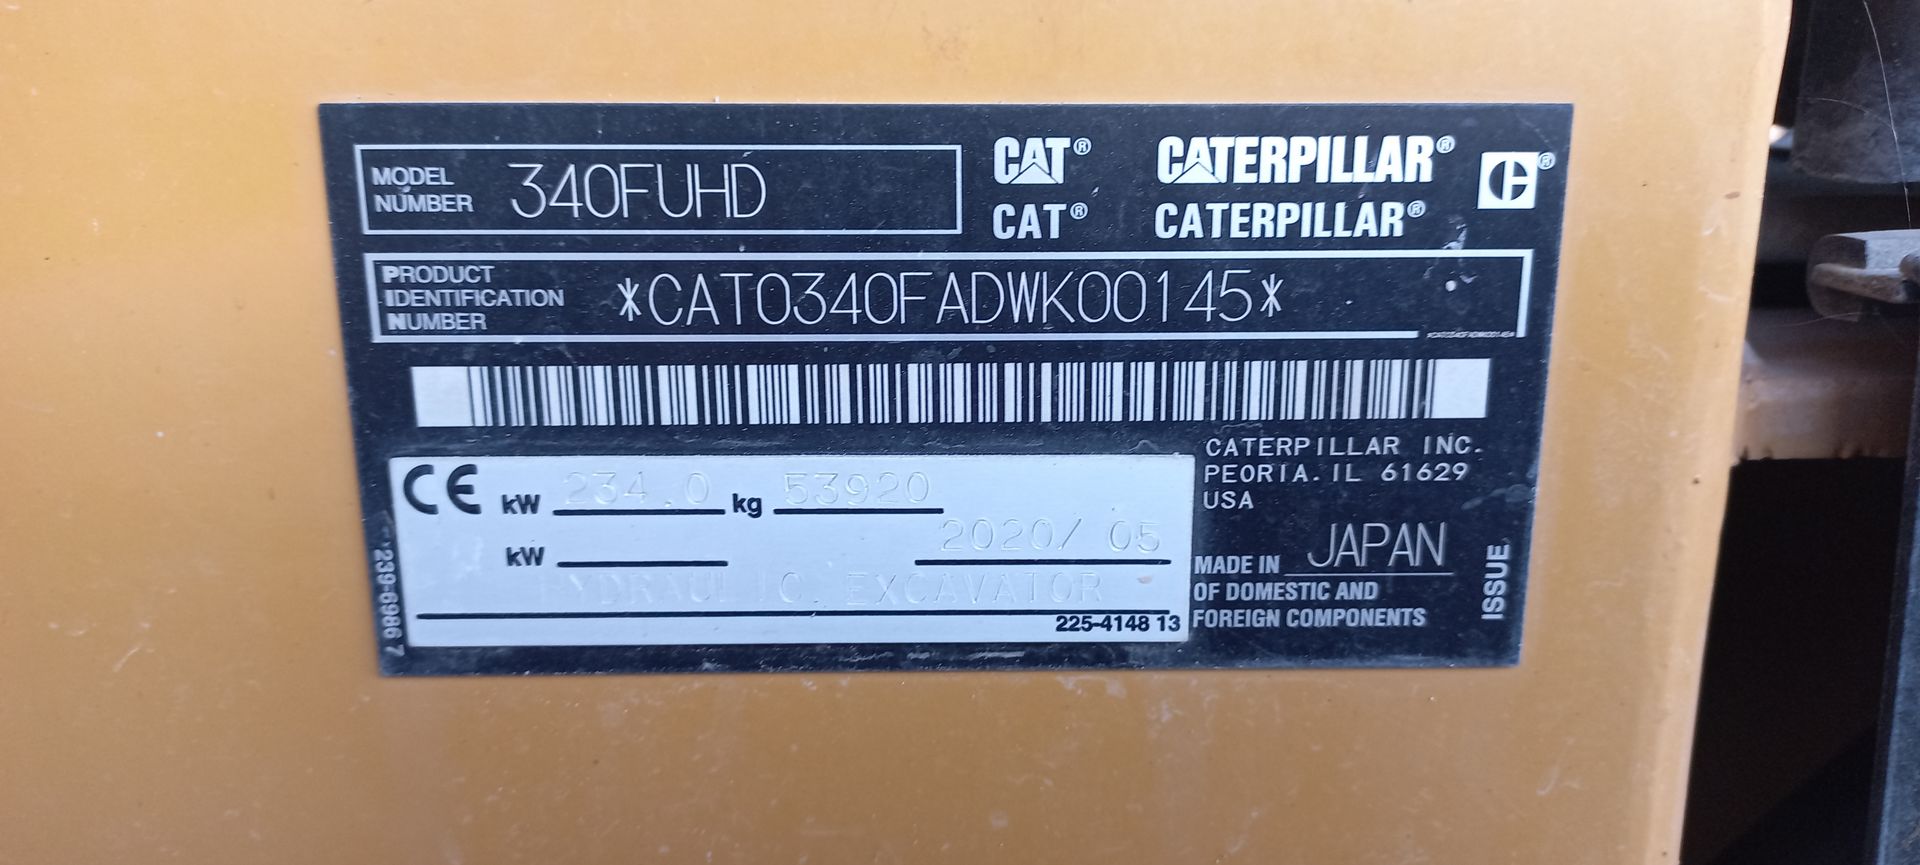 MODEL NUMBER 340FUHD
CAT® CATERPILLAR®
CAT® CATERPILLAR®
PRODUCT IDENTIFICATION NUMBER *CAT0340FADWK00145*
*CAT0340FADWK00145*
CATERPILLAR INC.
PEORIA. IL 61629
USA
CE kW 234.0 kg 53920
kW 2020/ 05
HYDRAULIC. EXCAVATOR
225-4148 13
MADE IN JAPAN
OF DOMESTIC AND
FOREIGN COMPONENTS
ISSUE
239-6986 7